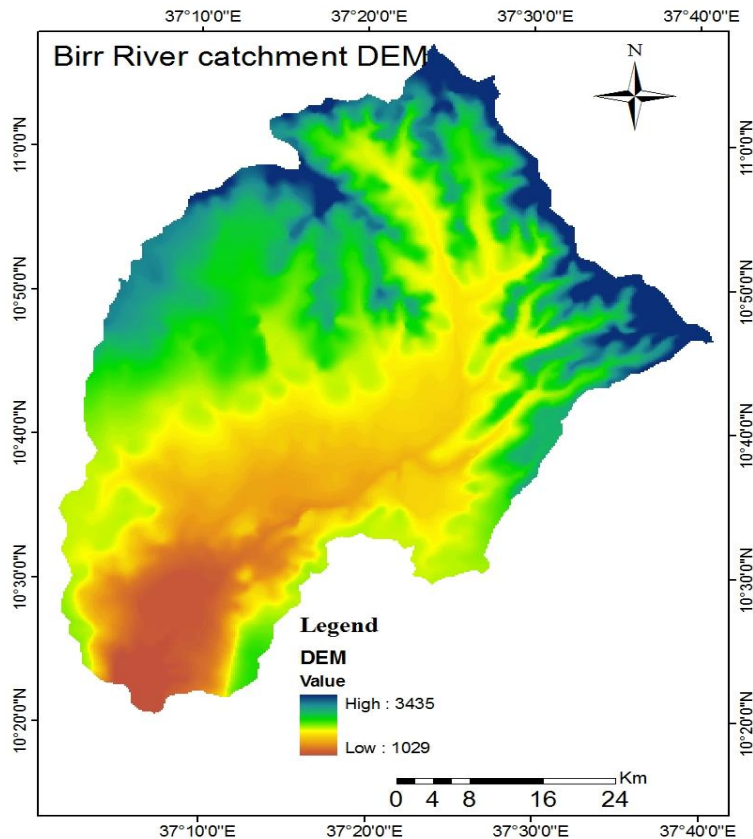 37°10'0"E 37°20'0"E 37°30'0"E 37°40'0"E
Birr River catchment DEM
N
11°0'0"N 11°0'0"N
10°50'0"N 10°50'0"N
10°40'0"N 10°40'0"N
10°30'0"N 10°30'0"N
Legend
DEM
Value
High : 3435
Low : 1029
10°20'0"N 10°20'0"N
Km
0 4 8 16 24
37°10'0"E 37°20'0"E 37°30'0"E 37°40'0"E